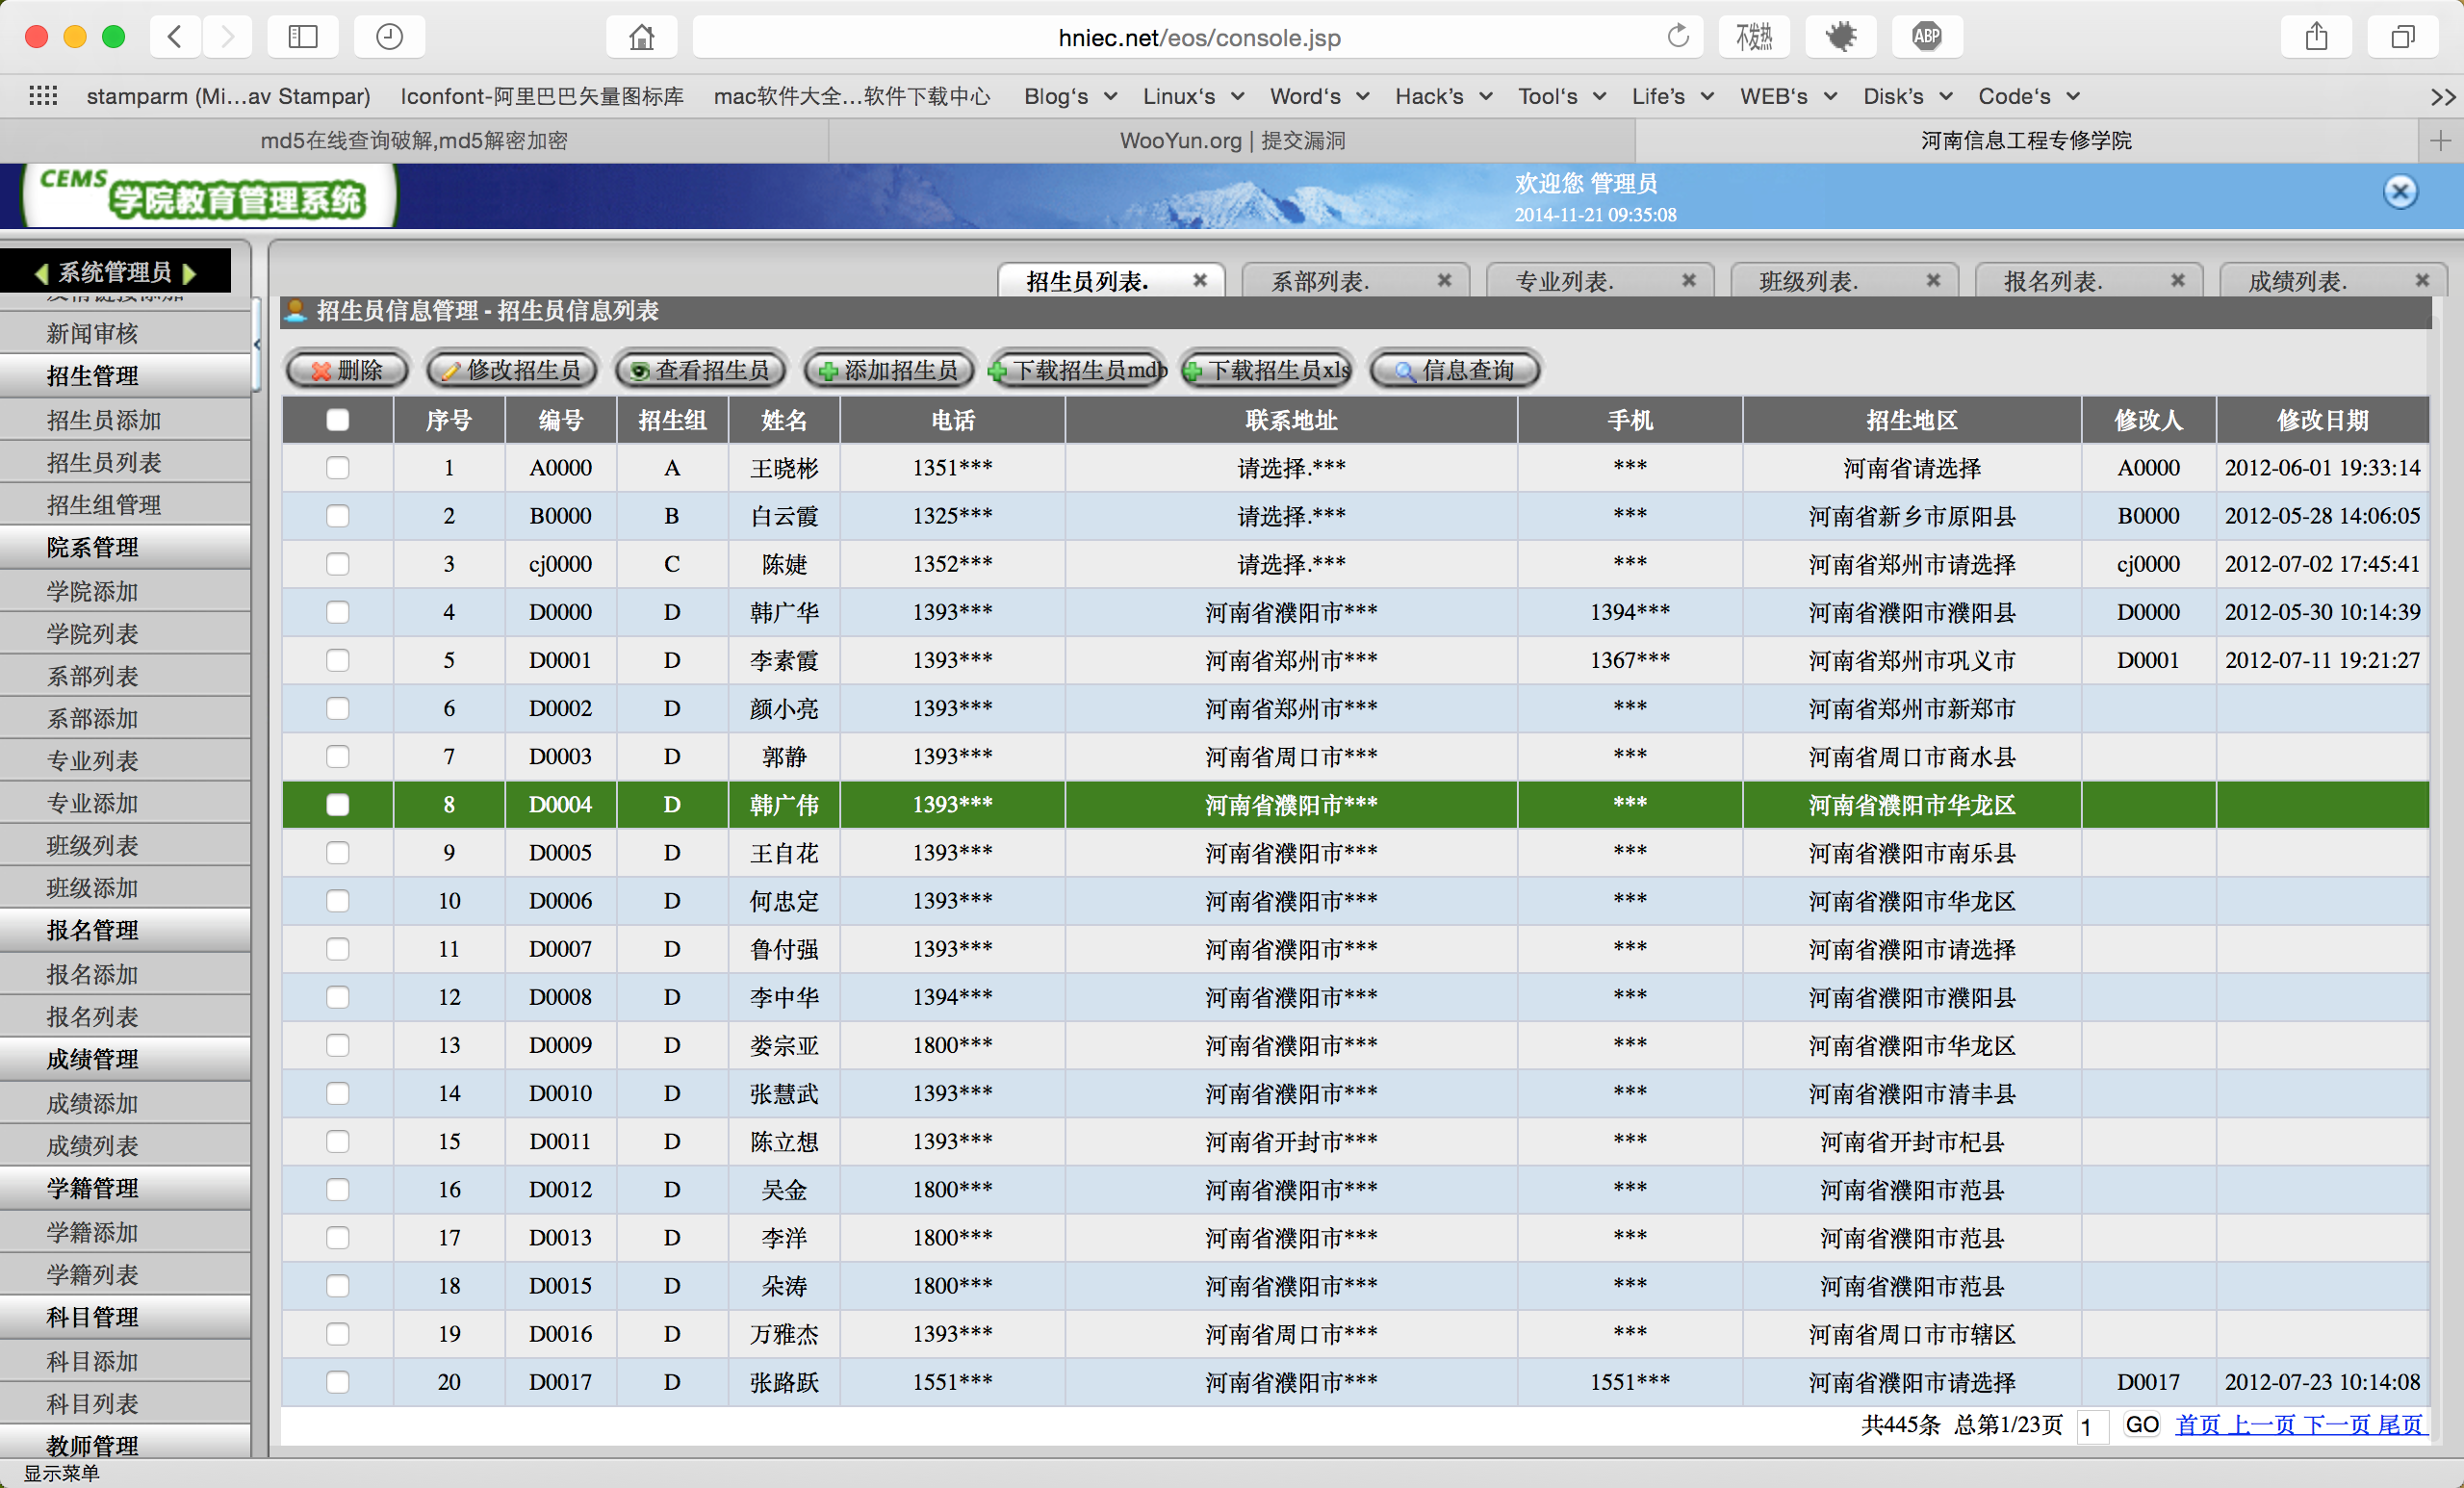 hniec.net/eos/console.jsp
不发热
ABP
stamparm (Mi...av Stampar) Iconfont-阿里巴巴矢量图标库 mac软件大全...软件下载中心 Blog's Linux's Word's Hack's Tool's Life's WEB's Disk's Code's
md5在线查询破解,md5解密加密 WooYun.org | 提交漏洞 河南信息工程专修学院
CEMS
学院教育管理系统
欢迎您 管理员
2014-11-21 09:35:08
系统管理员
招生员列表. 系部列表. 专业列表. 班级列表. 报名列表. 成绩列表.
友情链接添加
新闻审核
招生管理
招生员添加
招生员列表
招生组管理
院系管理
学院添加
学院列表
系部列表
系部添加
专业列表
专业添加
班级列表
班级添加
报名管理
报名添加
报名列表
成绩管理
成绩添加
成绩列表
学籍管理
学籍添加
学籍列表
科目管理
科目添加
科目列表
教师管理
招生员信息管理 - 招生员信息列表
删除 修改招生员 查看招生员 添加招生员 下载招生员mdb 下载招生员xls 信息查询
序号 编号 招生组 姓名 电话 联系地址 手机 招生地区 修改人 修改日期
1 A0000 A 王晓彬 1351*** 请选择.*** *** 河南省请选择 A0000 2012-06-01 19:33:14
2 B0000 B 白云霞 1325*** 请选择.*** *** 河南省新乡市原阳县 B0000 2012-05-28 14:06:05
3 cj0000 C 陈婕 1352*** 请选择.*** *** 河南省郑州市请选择 cj0000 2012-07-02 17:45:41
4 D0000 D 韩广华 1393*** 河南省濮阳市*** 1394*** 河南省濮阳市濮阳县 D0000 2012-05-30 10:14:39
5 D0001 D 李素霞 1393*** 河南省郑州市*** 1367*** 河南省郑州市巩义市 D0001 2012-07-11 19:21:27
6 D0002 D 颜小亮 1393*** 河南省郑州市*** *** 河南省郑州市新郑市
7 D0003 D 郭静 1393*** 河南省周口市*** *** 河南省周口市商水县
8 D0004 D 韩广伟 1393*** 河南省濮阳市*** *** 河南省濮阳市华龙区
9 D0005 D 王自花 1393*** 河南省濮阳市*** *** 河南省濮阳市南乐县
10 D0006 D 何忠定 1393*** 河南省濮阳市*** *** 河南省濮阳市华龙区
11 D0007 D 鲁付强 1393*** 河南省濮阳市*** *** 河南省濮阳市请选择
12 D0008 D 李中华 1394*** 河南省濮阳市*** *** 河南省濮阳市濮阳县
13 D0009 D 娄宗亚 1800*** 河南省濮阳市*** *** 河南省濮阳市华龙区
14 D0010 D 张慧武 1393*** 河南省濮阳市*** *** 河南省濮阳市清丰县
15 D0011 D 陈立想 1393*** 河南省开封市*** *** 河南省开封市杞县
16 D0012 D 吴金 1800*** 河南省濮阳市*** *** 河南省濮阳市范县
17 D0013 D 李洋 1800*** 河南省濮阳市*** *** 河南省濮阳市范县
18 D0015 D 朵涛 1800*** 河南省濮阳市*** *** 河南省濮阳市范县
19 D0016 D 万雅杰 1393*** 河南省周口市*** *** 河南省周口市市辖区
20 D0017 D 张路跃 1551*** 河南省濮阳市*** 1551*** 河南省濮阳市请选择 D0017 2012-07-23 10:14:08
共445条 总第1/23页 1 GO 首页 上一页 下一页 尾页
显示菜单